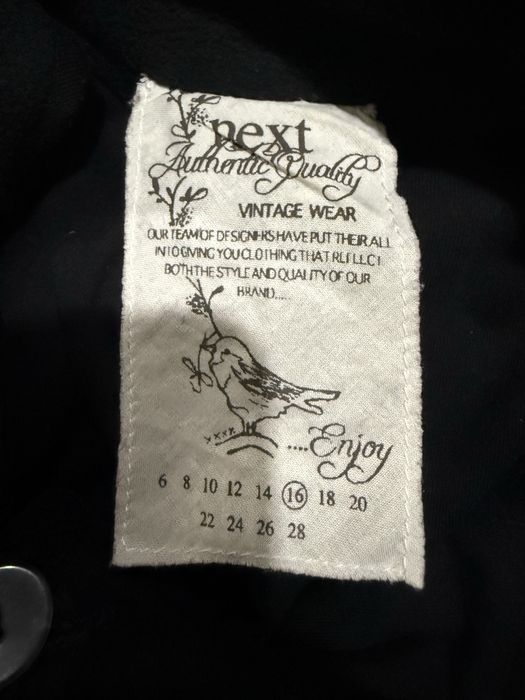 next
Authentic Quality
VINTAGE WEAR
OUR TEAM OF DESIGNERS HAVE PUT THEIR ALL
INTO GIVING YOU CLOTHING THAT REFLECT
BOTH THE STYLE AND QUALITY OF OUR
BRAND.....
xxxx
....Enjoy
6 8 10 12 14 16 18 20
22 24 26 28